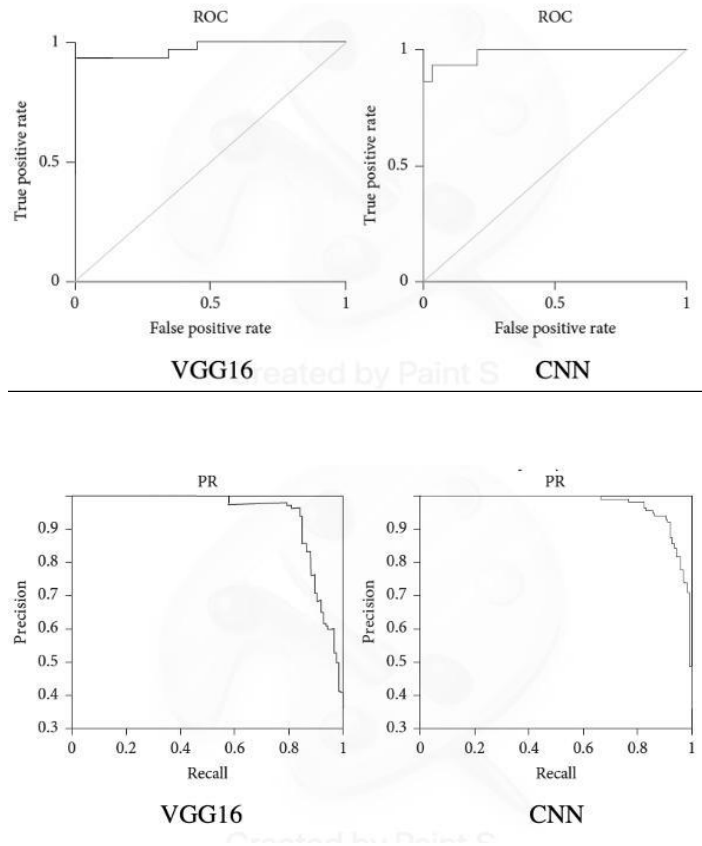 ROC
1
0.5
0
True positive rate
0
0.5
1
False positive rate
VGG16
ROC
1
0.5
0
True positive rate
0
0.5
1
False positive rate
CNN
Created by Paint S
PR
0.9
0.8
0.7
0.6
0.5
0.4
0.3
Precision
0
0.2
0.4
0.6
0.8
1
Recall
VGG16
PR
0.9
0.8
0.7
0.6
0.5
0.4
0.3
Precision
0
0.2
0.4
0.6
0.8
1
Recall
CNN
Created by Paint S